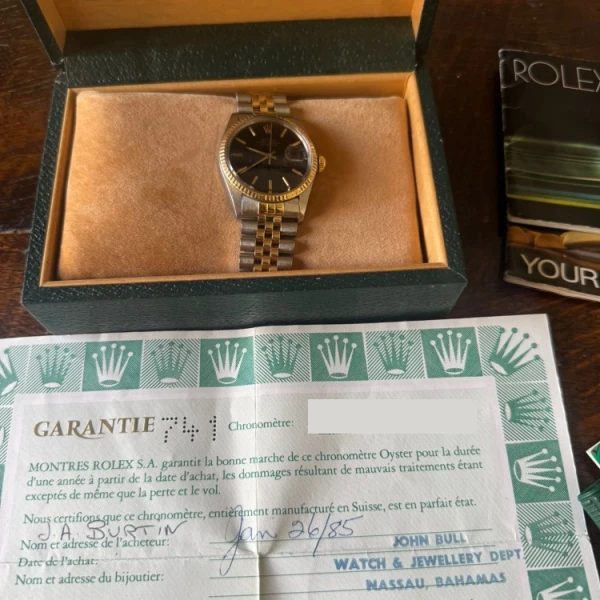 ROLEX
YOUR
GARANTIE 741 Chronomètre:
MONTRES ROLEX S.A. garantit la bonne marche de ce chronomètre Oyster pour la durée
d'une année à partir de la date d'achat, les dommages résultant de mauvais traitements étant
exceptés de même que la perte et le vol.
Nous certifions que ce chronomètre, entièrement manufacturé en Suisse, est en parfait état.
J.A. BURTIN Jan 26/85
Nom et adresse de l'acheteur: JOHN BULL
Date de l'achat: WATCH & JEWELLERY DEPT
Nom et adresse du bijoutier: NASSAU, BAHAMAS